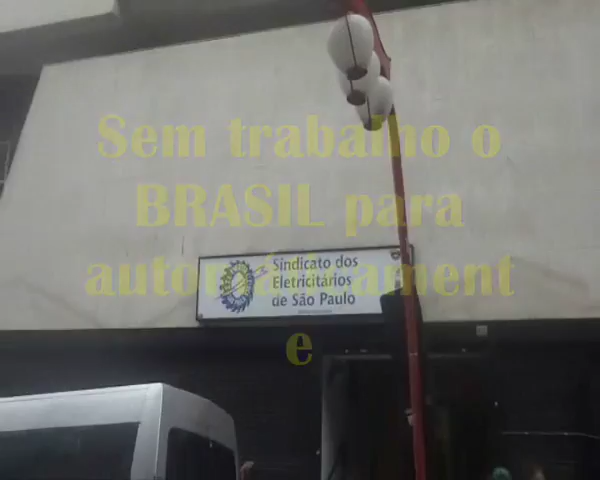 Sem trabalho o
BRASIL para
automaticament
e
Sindicato dos
Eletricitários
de São Paulo